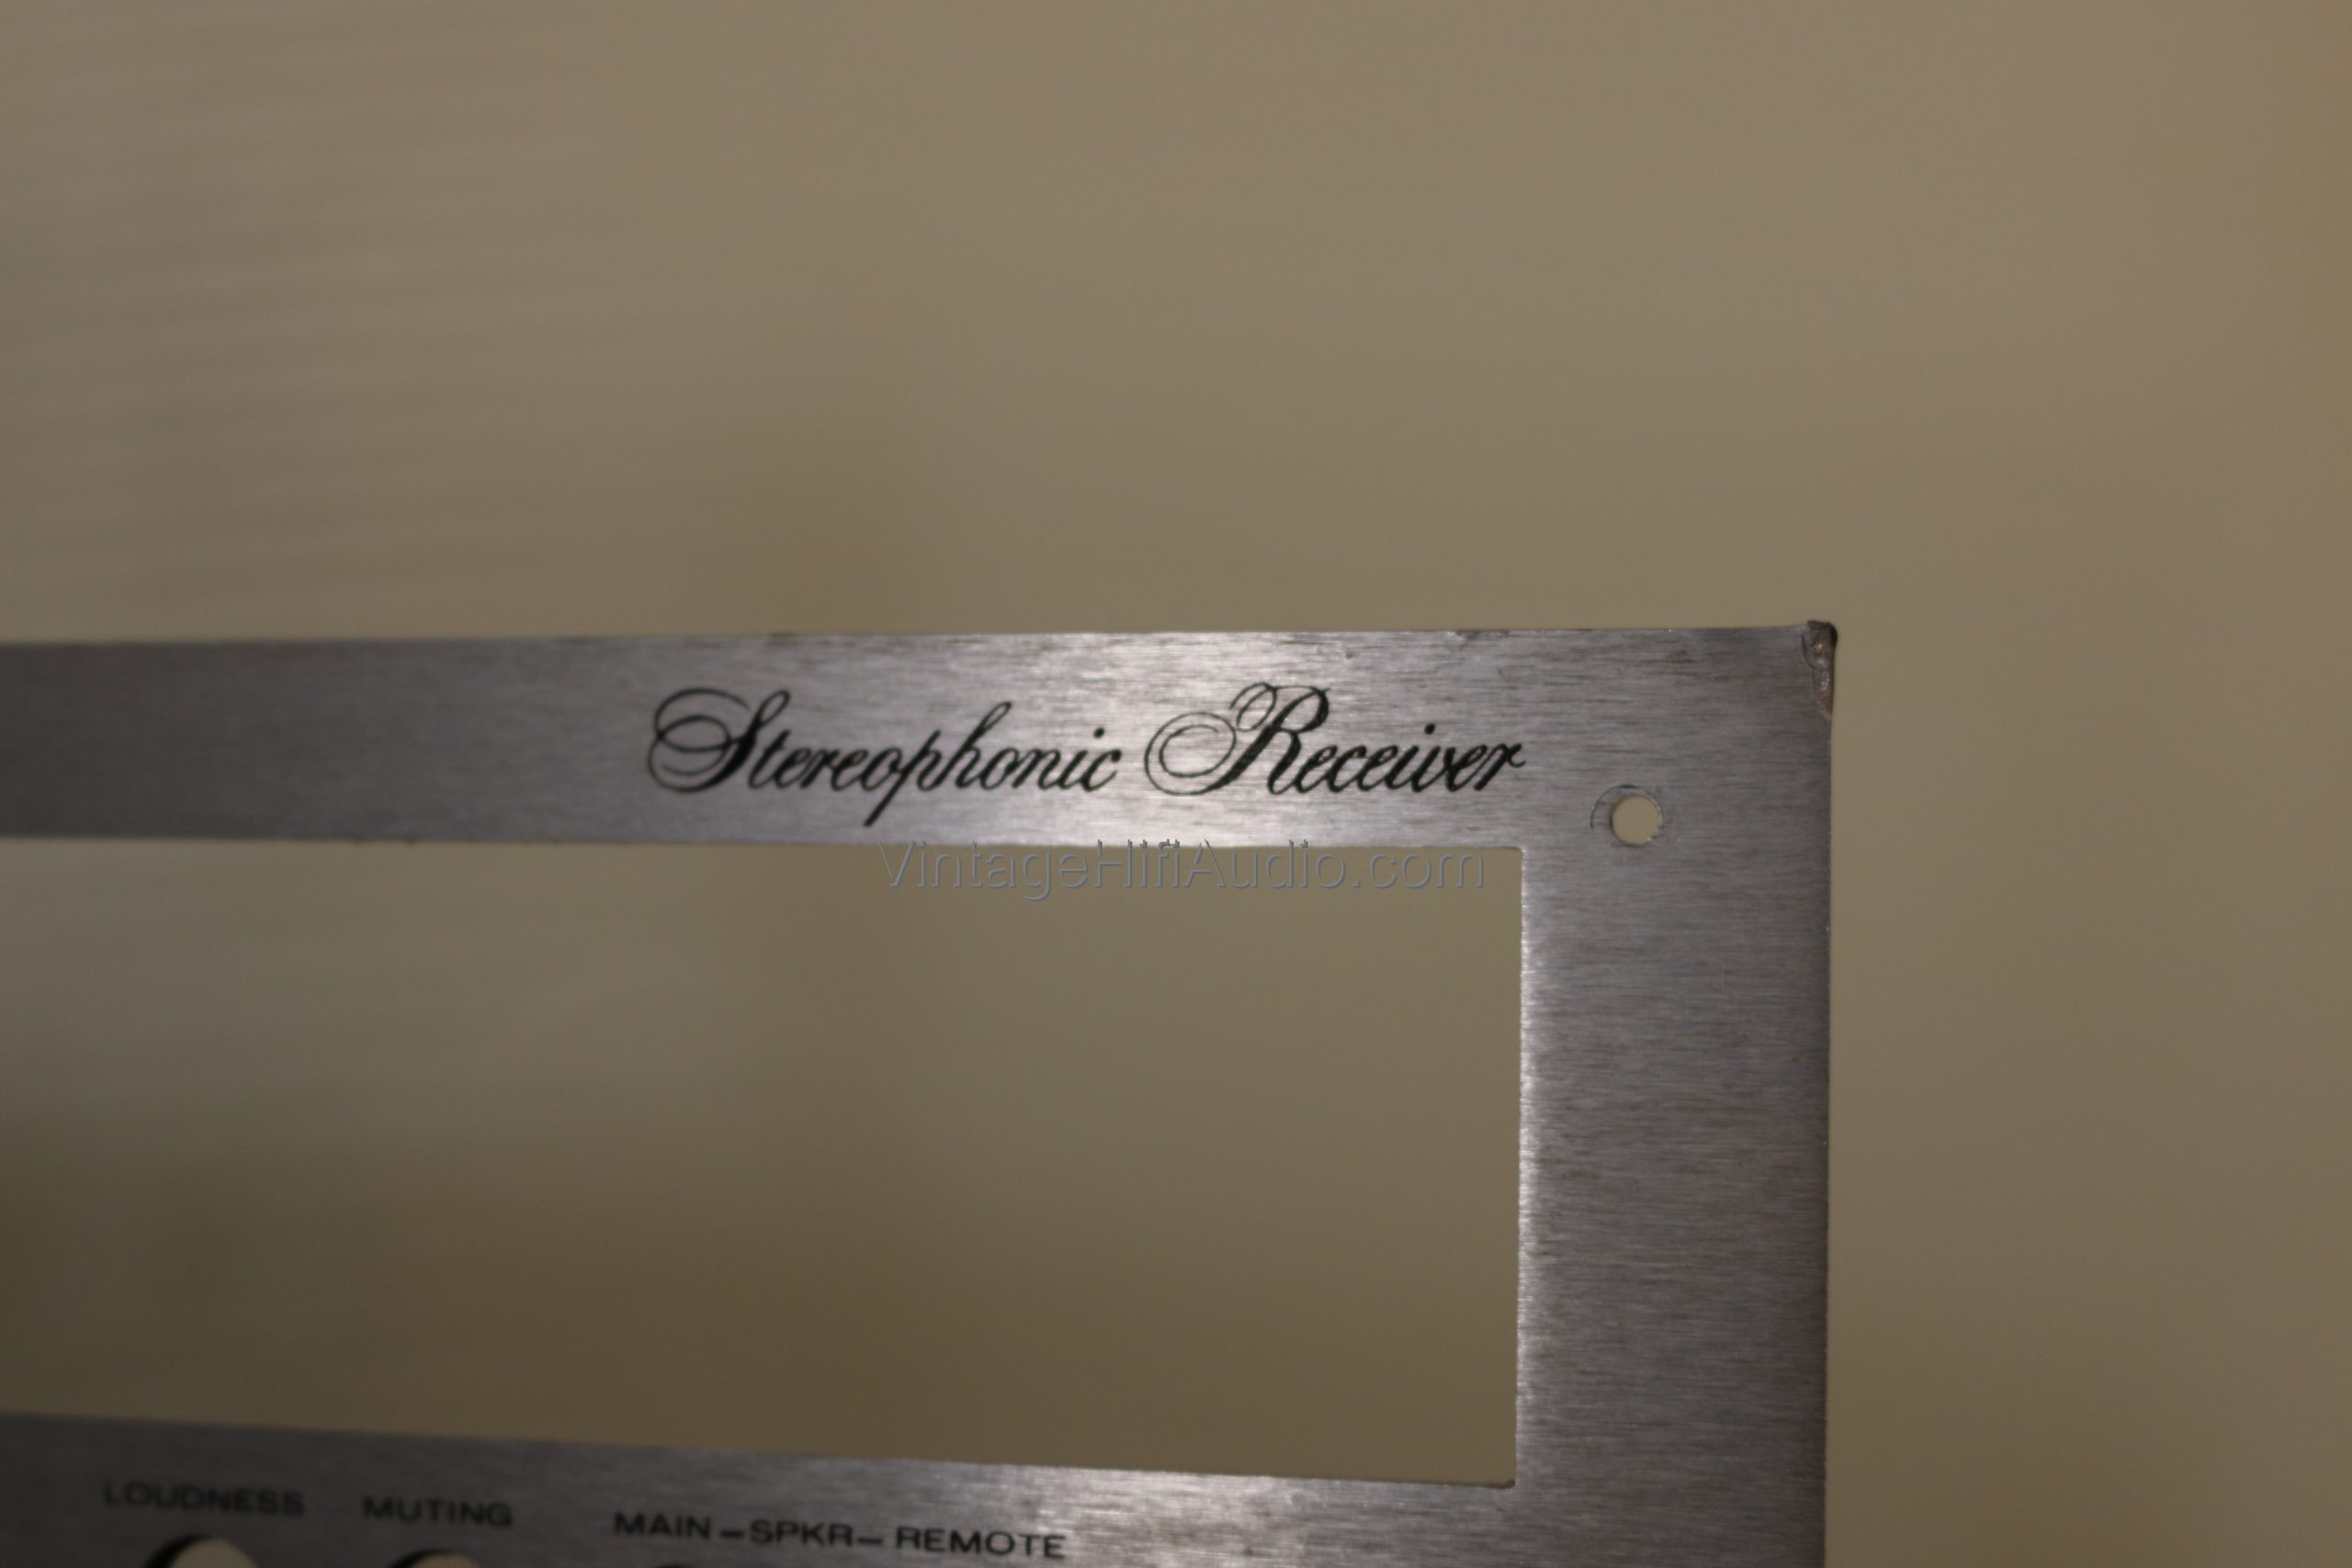 Stereophonic Receiver
VintageHifiAudio.com
LOUDNESS MUTING MAIN-SPKR-REMOTE